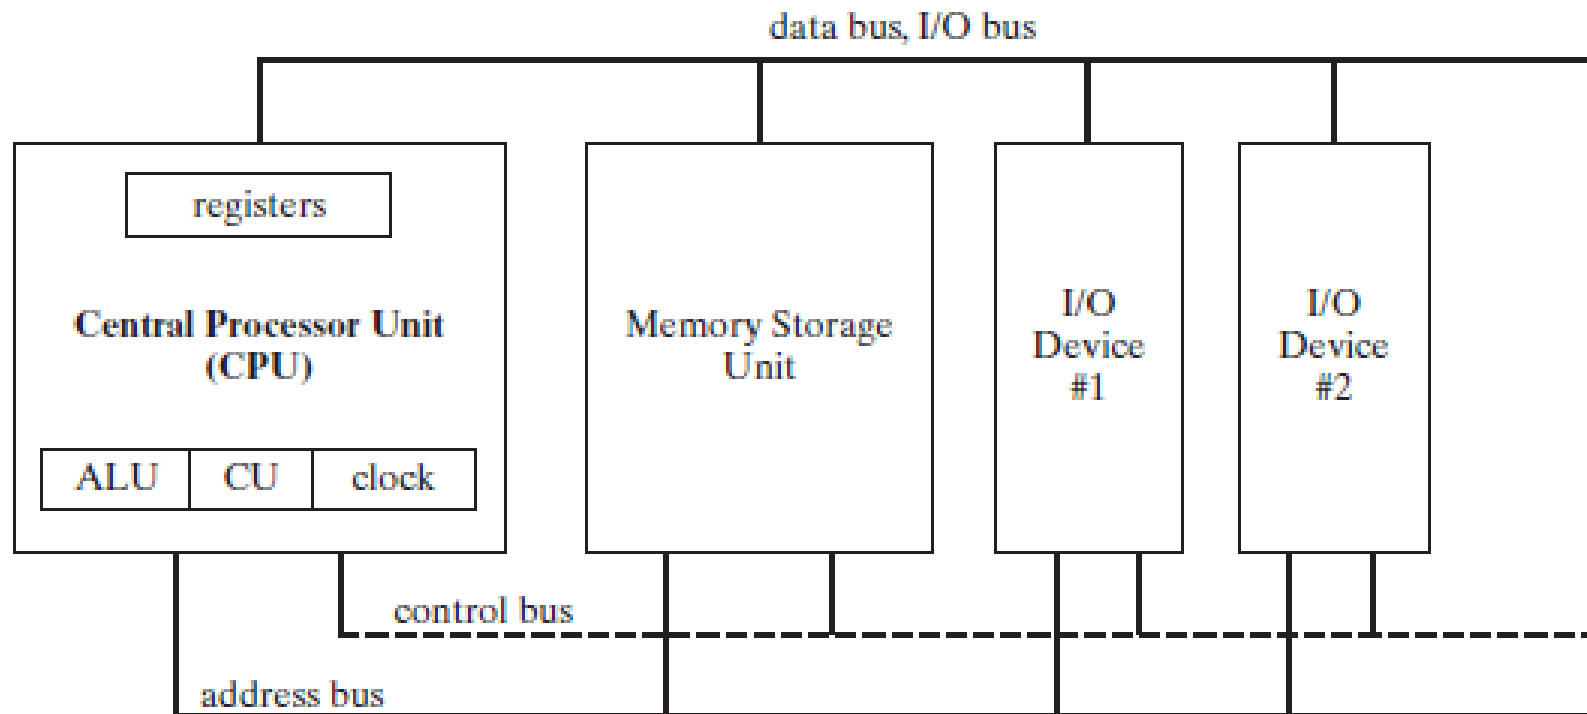 data bus, I/O bus
registers
Central Processor Unit
(CPU)
ALU
CU
clock
Memory Storage
Unit
I/O
Device
#1
I/O
Device
#2
control bus
address bus